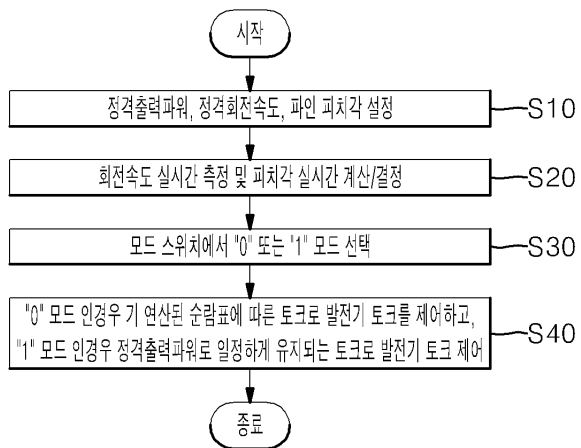 시작
정격출력파워, 정격회전속도, 파인 피치각 설정
S10
회전속도 실시간 측정 및 피치각 실시간 계산/결정
S20
모드 스위치에서 "0" 또는 "1" 모드 선택
S30
"0" 모드 인경우 기 연산된 순람표에 따른 토크로 발전기 토크를 제어하고,
"1" 모드 인경우 정격출력파워로 일정하게 유지되는 토크로 발전기 토크 제어
S40
종료